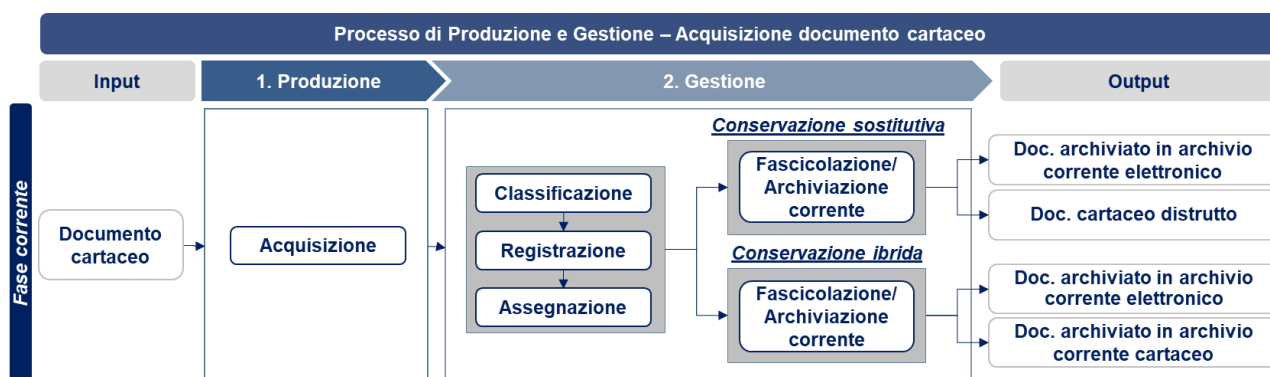 Processo di Produzione e Gestione – Acquisizione documento cartaceo
Input
1. Produzione
2. Gestione
Output
Fase corrente
Documento
cartaceo
Acquisizione
Classificazione
Registrazione
Assegnazione
Conservazione sostitutiva
Fascicolazione/
Archiviazione
corrente
Conservazione ibrida
Fascicolazione/
Archiviazione
corrente
Doc. archiviato in archivio
corrente elettronico
Doc. cartaceo distrutto
Doc. archiviato in archivio
corrente elettronico
Doc. archiviato in archivio
corrente cartaceo